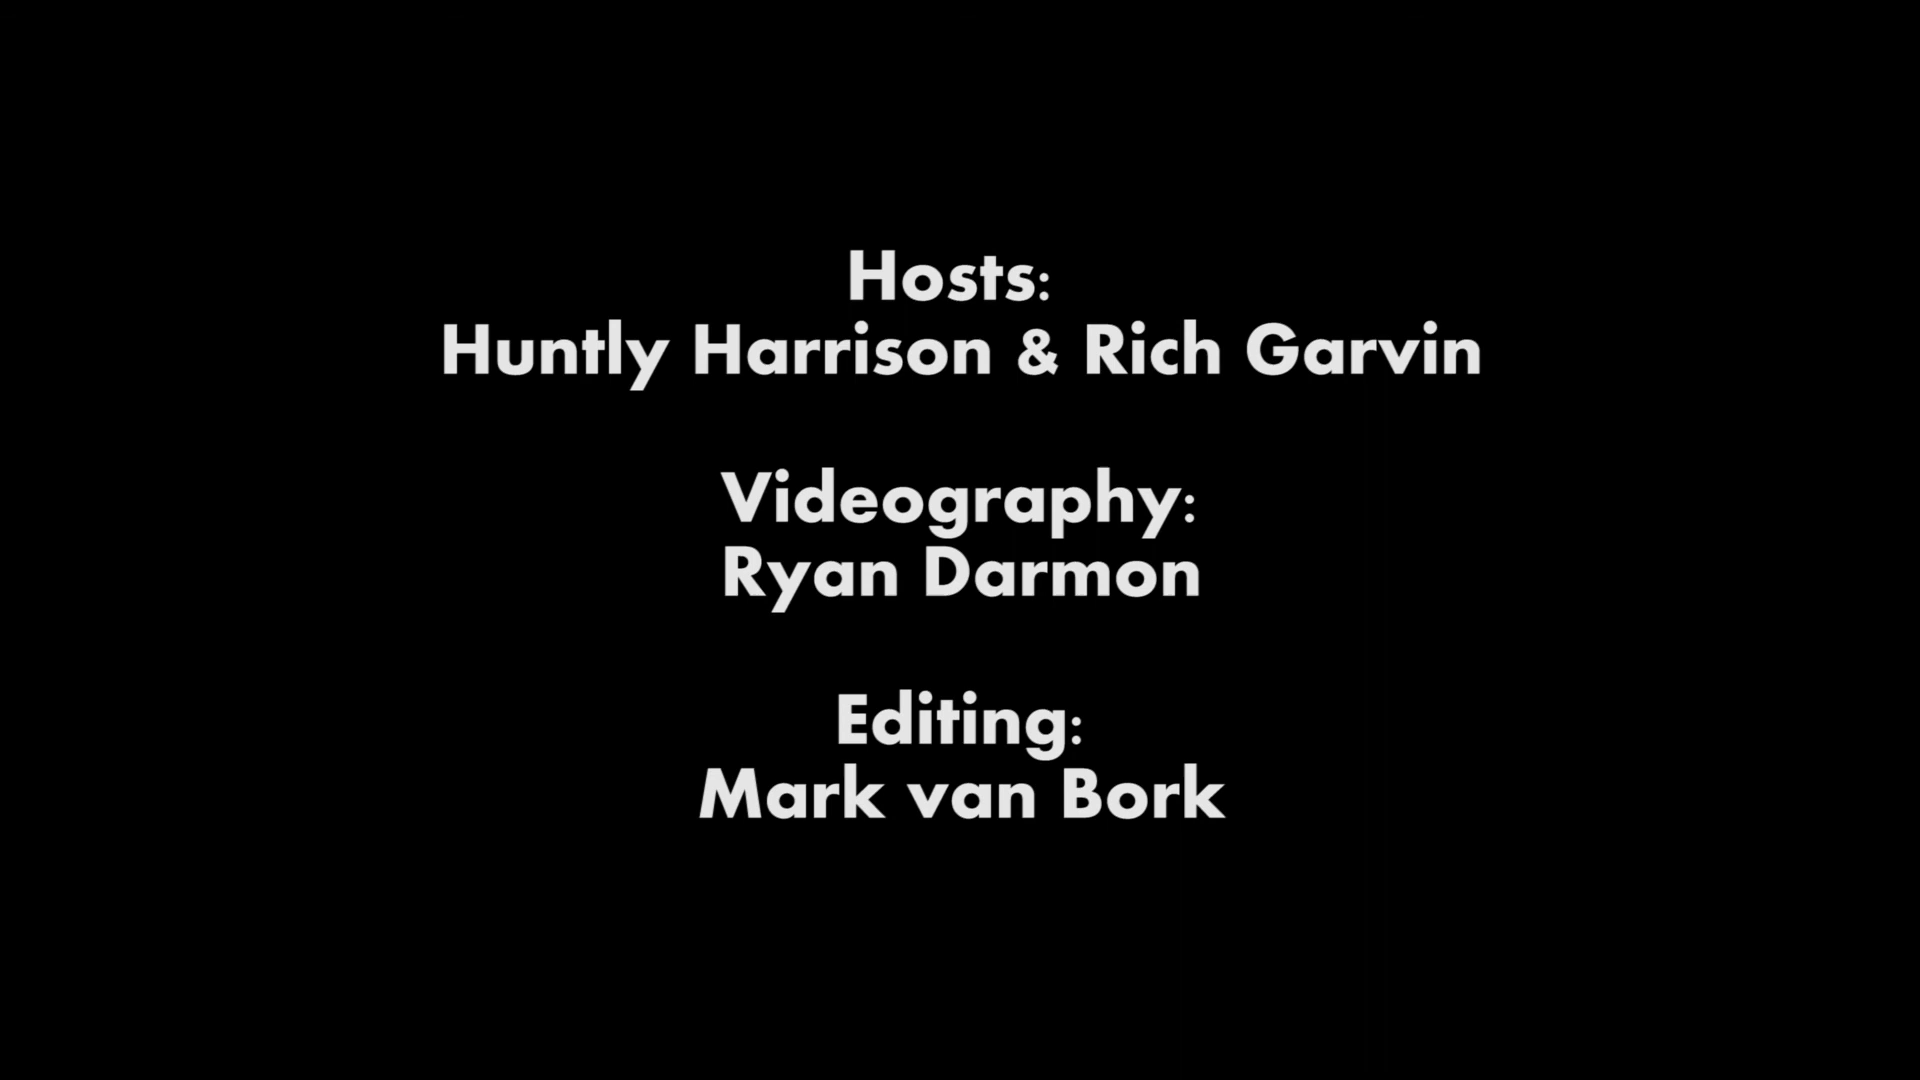 Hosts:
Huntly Harrison & Rich Garvin
Videography:
Ryan Darmon
Editing:
Mark van Bork